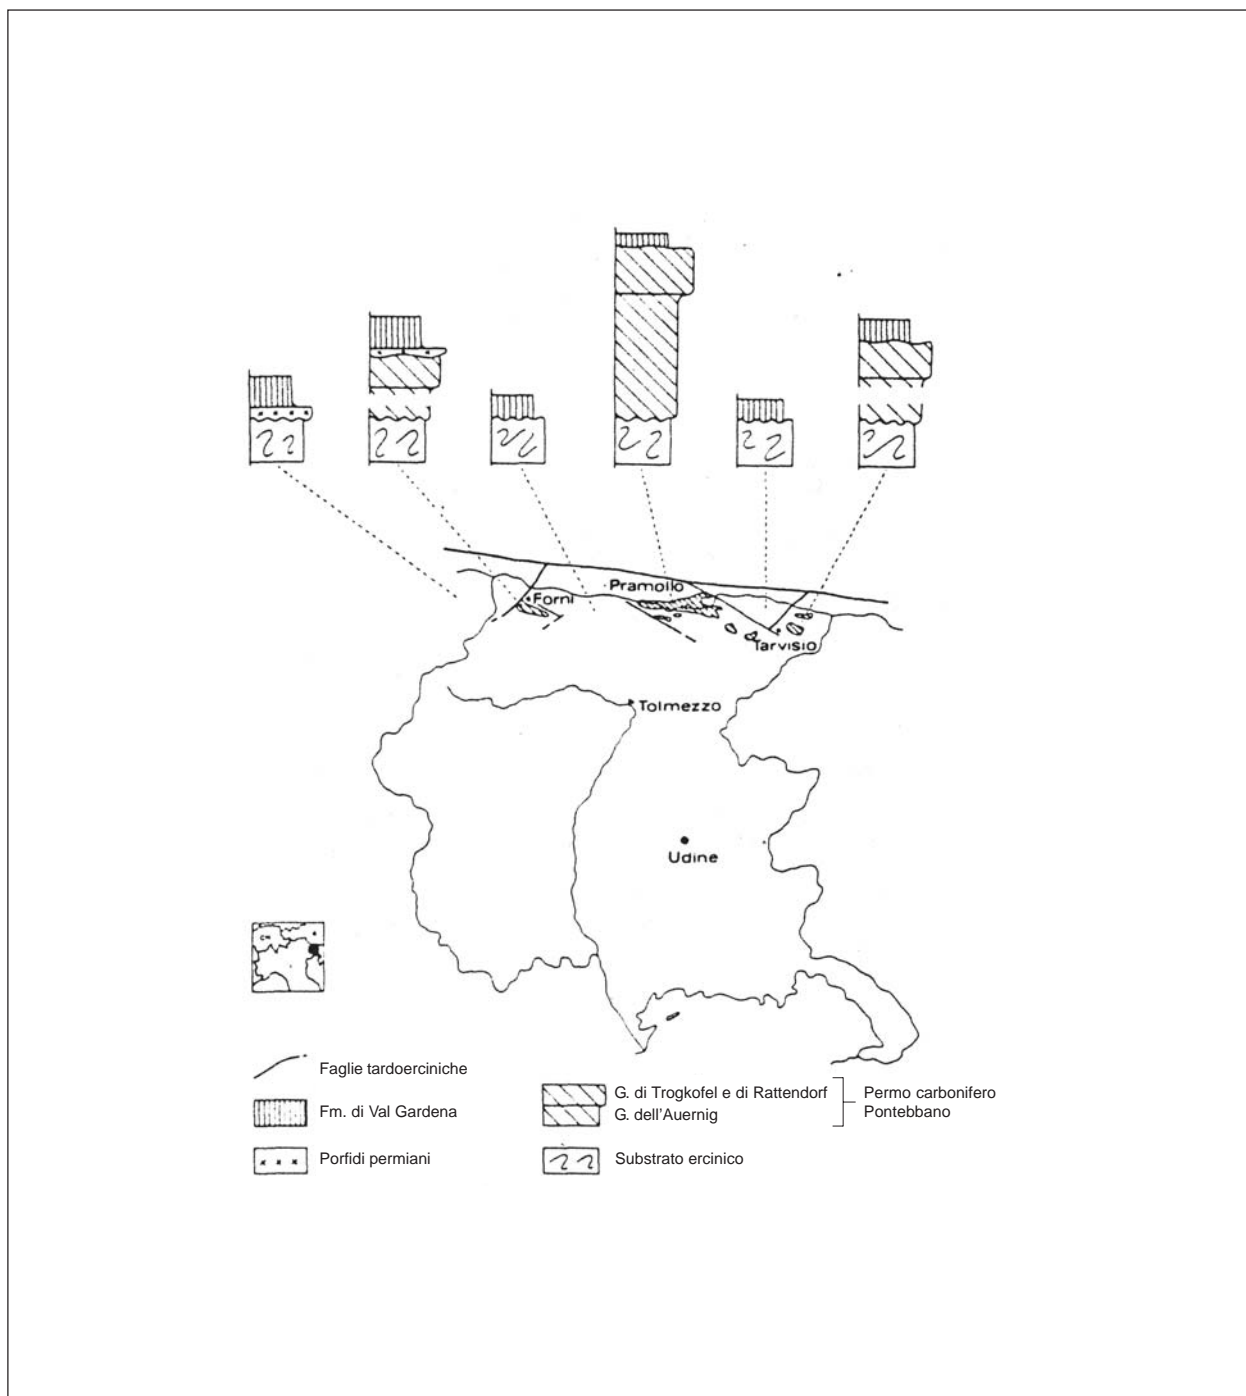 Pramollo
Forni
Tarvisio
Tolmezzo
Udine
Faglie tardoerciniche
Fm. di Val Gardena
Porfidi permiani
G. di Trogkofel e di Rattendorf
G. dell'Auernig
Permo carbonifero
Pontebbano
Substrato ercinico